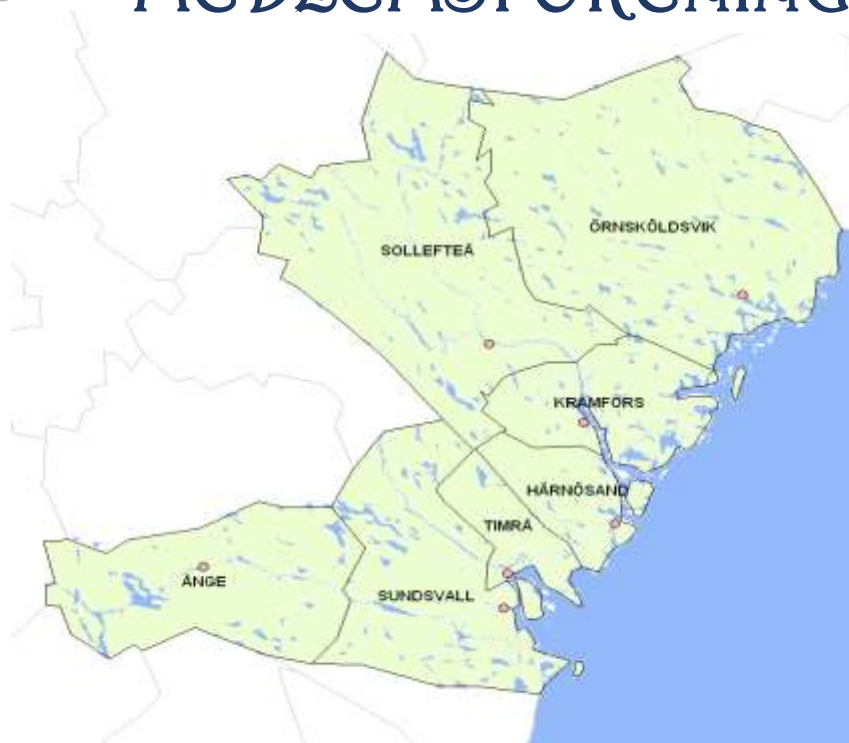 ÖRNSKÖLDSVIK
SOLLEFTEÅ
KRAMFORS
HÄRNÖSAND
TIMRÅ
ÅNGE
SUNDSVALL